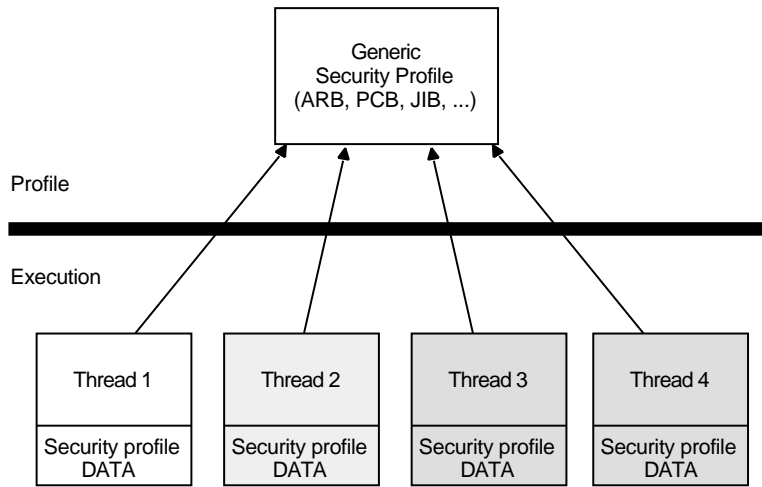 Generic
Security Profile
(ARB, PCB, JIB, ...)
Profile
Execution
Thread 1
Thread 2
Thread 3
Thread 4
Security profile
DATA
Security profile
DATA
Security profile
DATA
Security profile
DATA